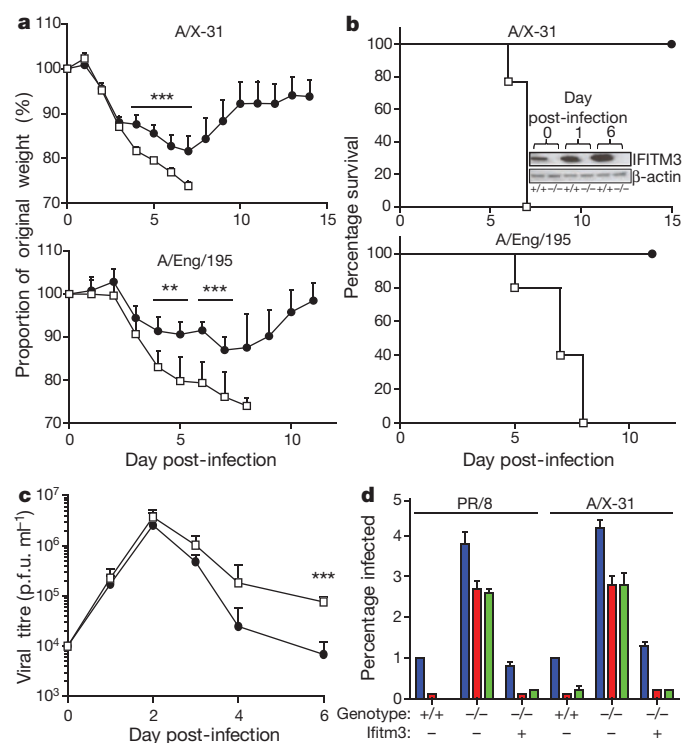 a
A/X-31
110
100
90
80
70
***
0 5 10 15
A/Eng/195
110
100
90
80
70
** ***
0 5 10
Proportion of original weight (%)
Day post-infection
b
A/X-31
100
80
60
40
20
0
Day
post-infection
0 1 6
IFITM3
β-actin
+/+ –/– +/+ –/– +/+ –/–
0 5 10 15
A/Eng/195
100
80
60
40
20
0
0 5 10
Percentage survival
Day post-infection
c
10⁷
10⁶
10⁵
10⁴
10³
Viral titre (p.f.u. ml⁻¹)
***
0 2 4 6
Day post-infection
d
PR/8 A/X-31
5
4
3
2
1
0
Percentage infected
Genotype: +/+ –/– –/– +/+ –/– –/–
Ifitm3: – – + – – +